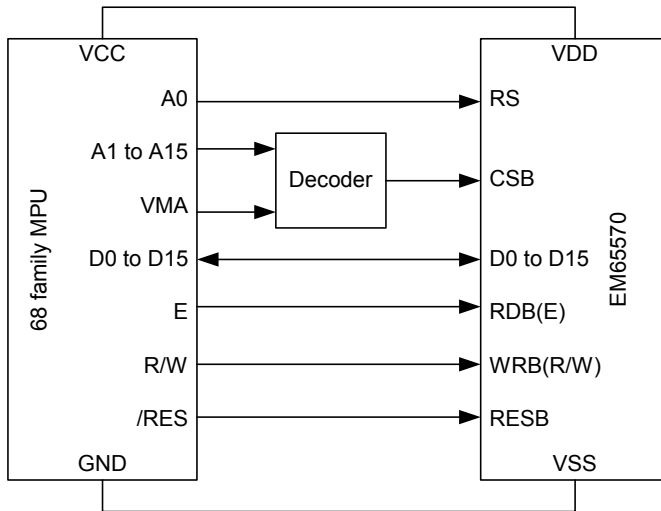 VCC
VDD
A0
RS
A1 to A15
Decoder
CSB
VMA
D0 to D15
D0 to D15
E
RDB(E)
R/W
WRB(R/W)
/RES
RESB
GND
VSS
68 family MPU
EM65570